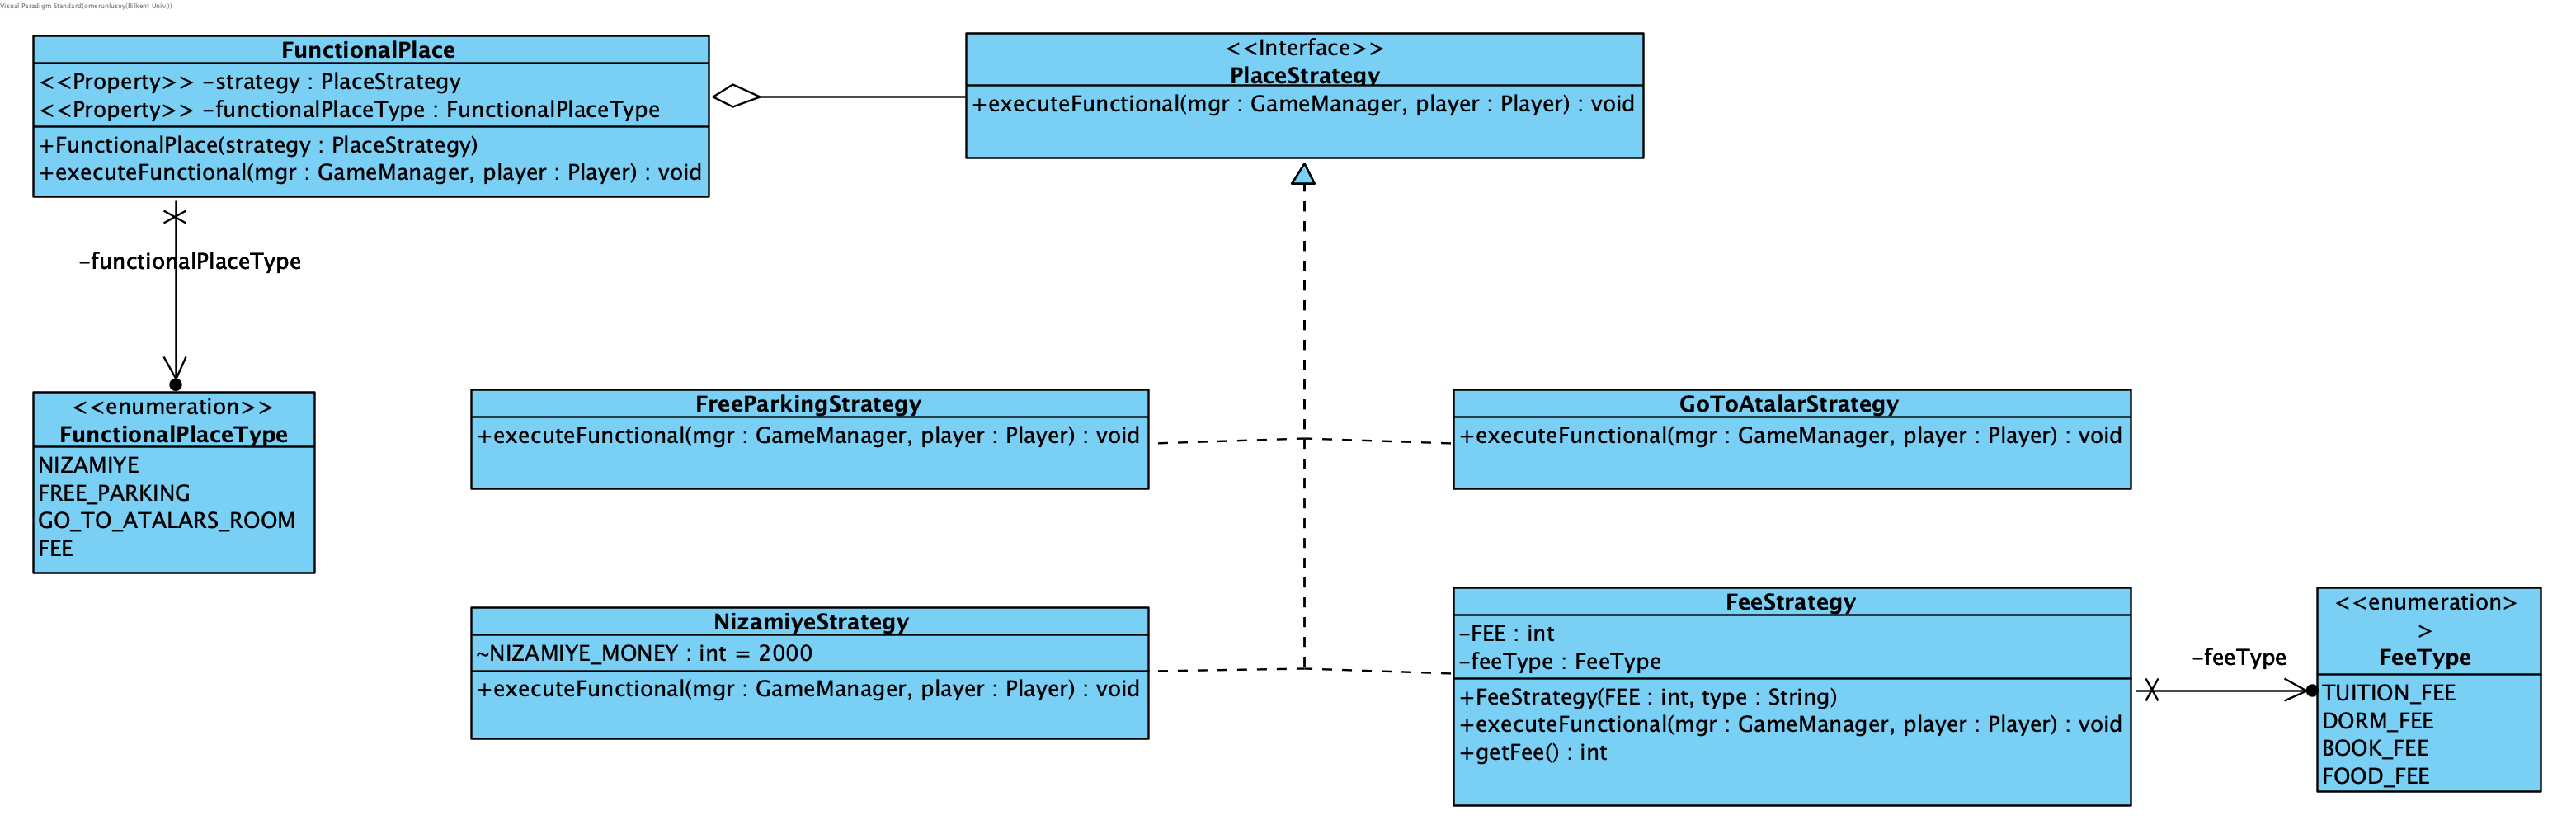 Visual Paradigm Standard(omerunlusoy(Bilkent Univ.))
FunctionalPlace
<<Property>> -strategy : PlaceStrategy
<<Property>> -functionalPlaceType : FunctionalPlaceType
+FunctionalPlace(strategy : PlaceStrategy)
+executeFunctional(mgr : GameManager, player : Player) : void
<<Interface>>
PlaceStrategy
+executeFunctional(mgr : GameManager, player : Player) : void
-functionalPlaceType
<<enumeration>>
FunctionalPlaceType
NIZAMIYE
FREE_PARKING
GO_TO_ATALARS_ROOM
FEE
FreeParkingStrategy
+executeFunctional(mgr : GameManager, player : Player) : void
GoToAtalarStrategy
+executeFunctional(mgr : GameManager, player : Player) : void
NizamiyeStrategy
~NIZAMIYE_MONEY : int = 2000
+executeFunctional(mgr : GameManager, player : Player) : void
FeeStrategy
-FEE : int
-feeType : FeeType
+FeeStrategy(FEE : int, type : String)
+executeFunctional(mgr : GameManager, player : Player) : void
+getFee() : int
-feeType
<<enumeration>
>
FeeType
TUITION_FEE
DORM_FEE
BOOK_FEE
FOOD_FEE